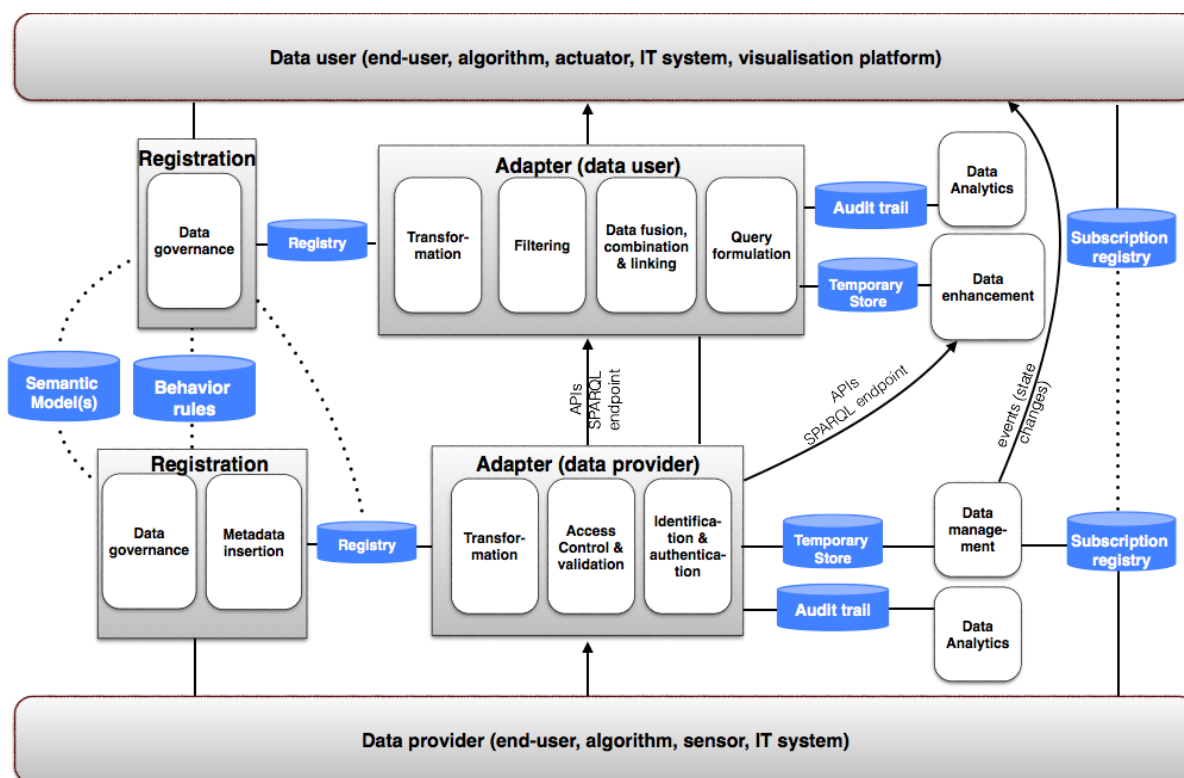 Data user (end-user, algorithm, actuator, IT system, visualisation platform)
Registration
Data
governance
Registry
Adapter (data user)
Transfor-
mation
Filtering
Data fusion,
combination
& linking
Query
formulation
Audit trail
Data
Analytics
Temporary
Store
Data
enhancement
Subscription
registry
Semantic
Model(s)
Behavior
rules
APIs
SPARQL
endpoint
APIs
SPARQL endpoint
events (state
changes)
Registration
Data
governance
Metadata
insertion
Registry
Adapter (data provider)
Transfor-
mation
Access
Control &
validation
Identifica-
tion &
authentica-
tion
Temporary
Store
Data
manage-
ment
Subscription
registry
Audit trail
Data
Analytics
Data provider (end-user, algorithm, sensor, IT system)